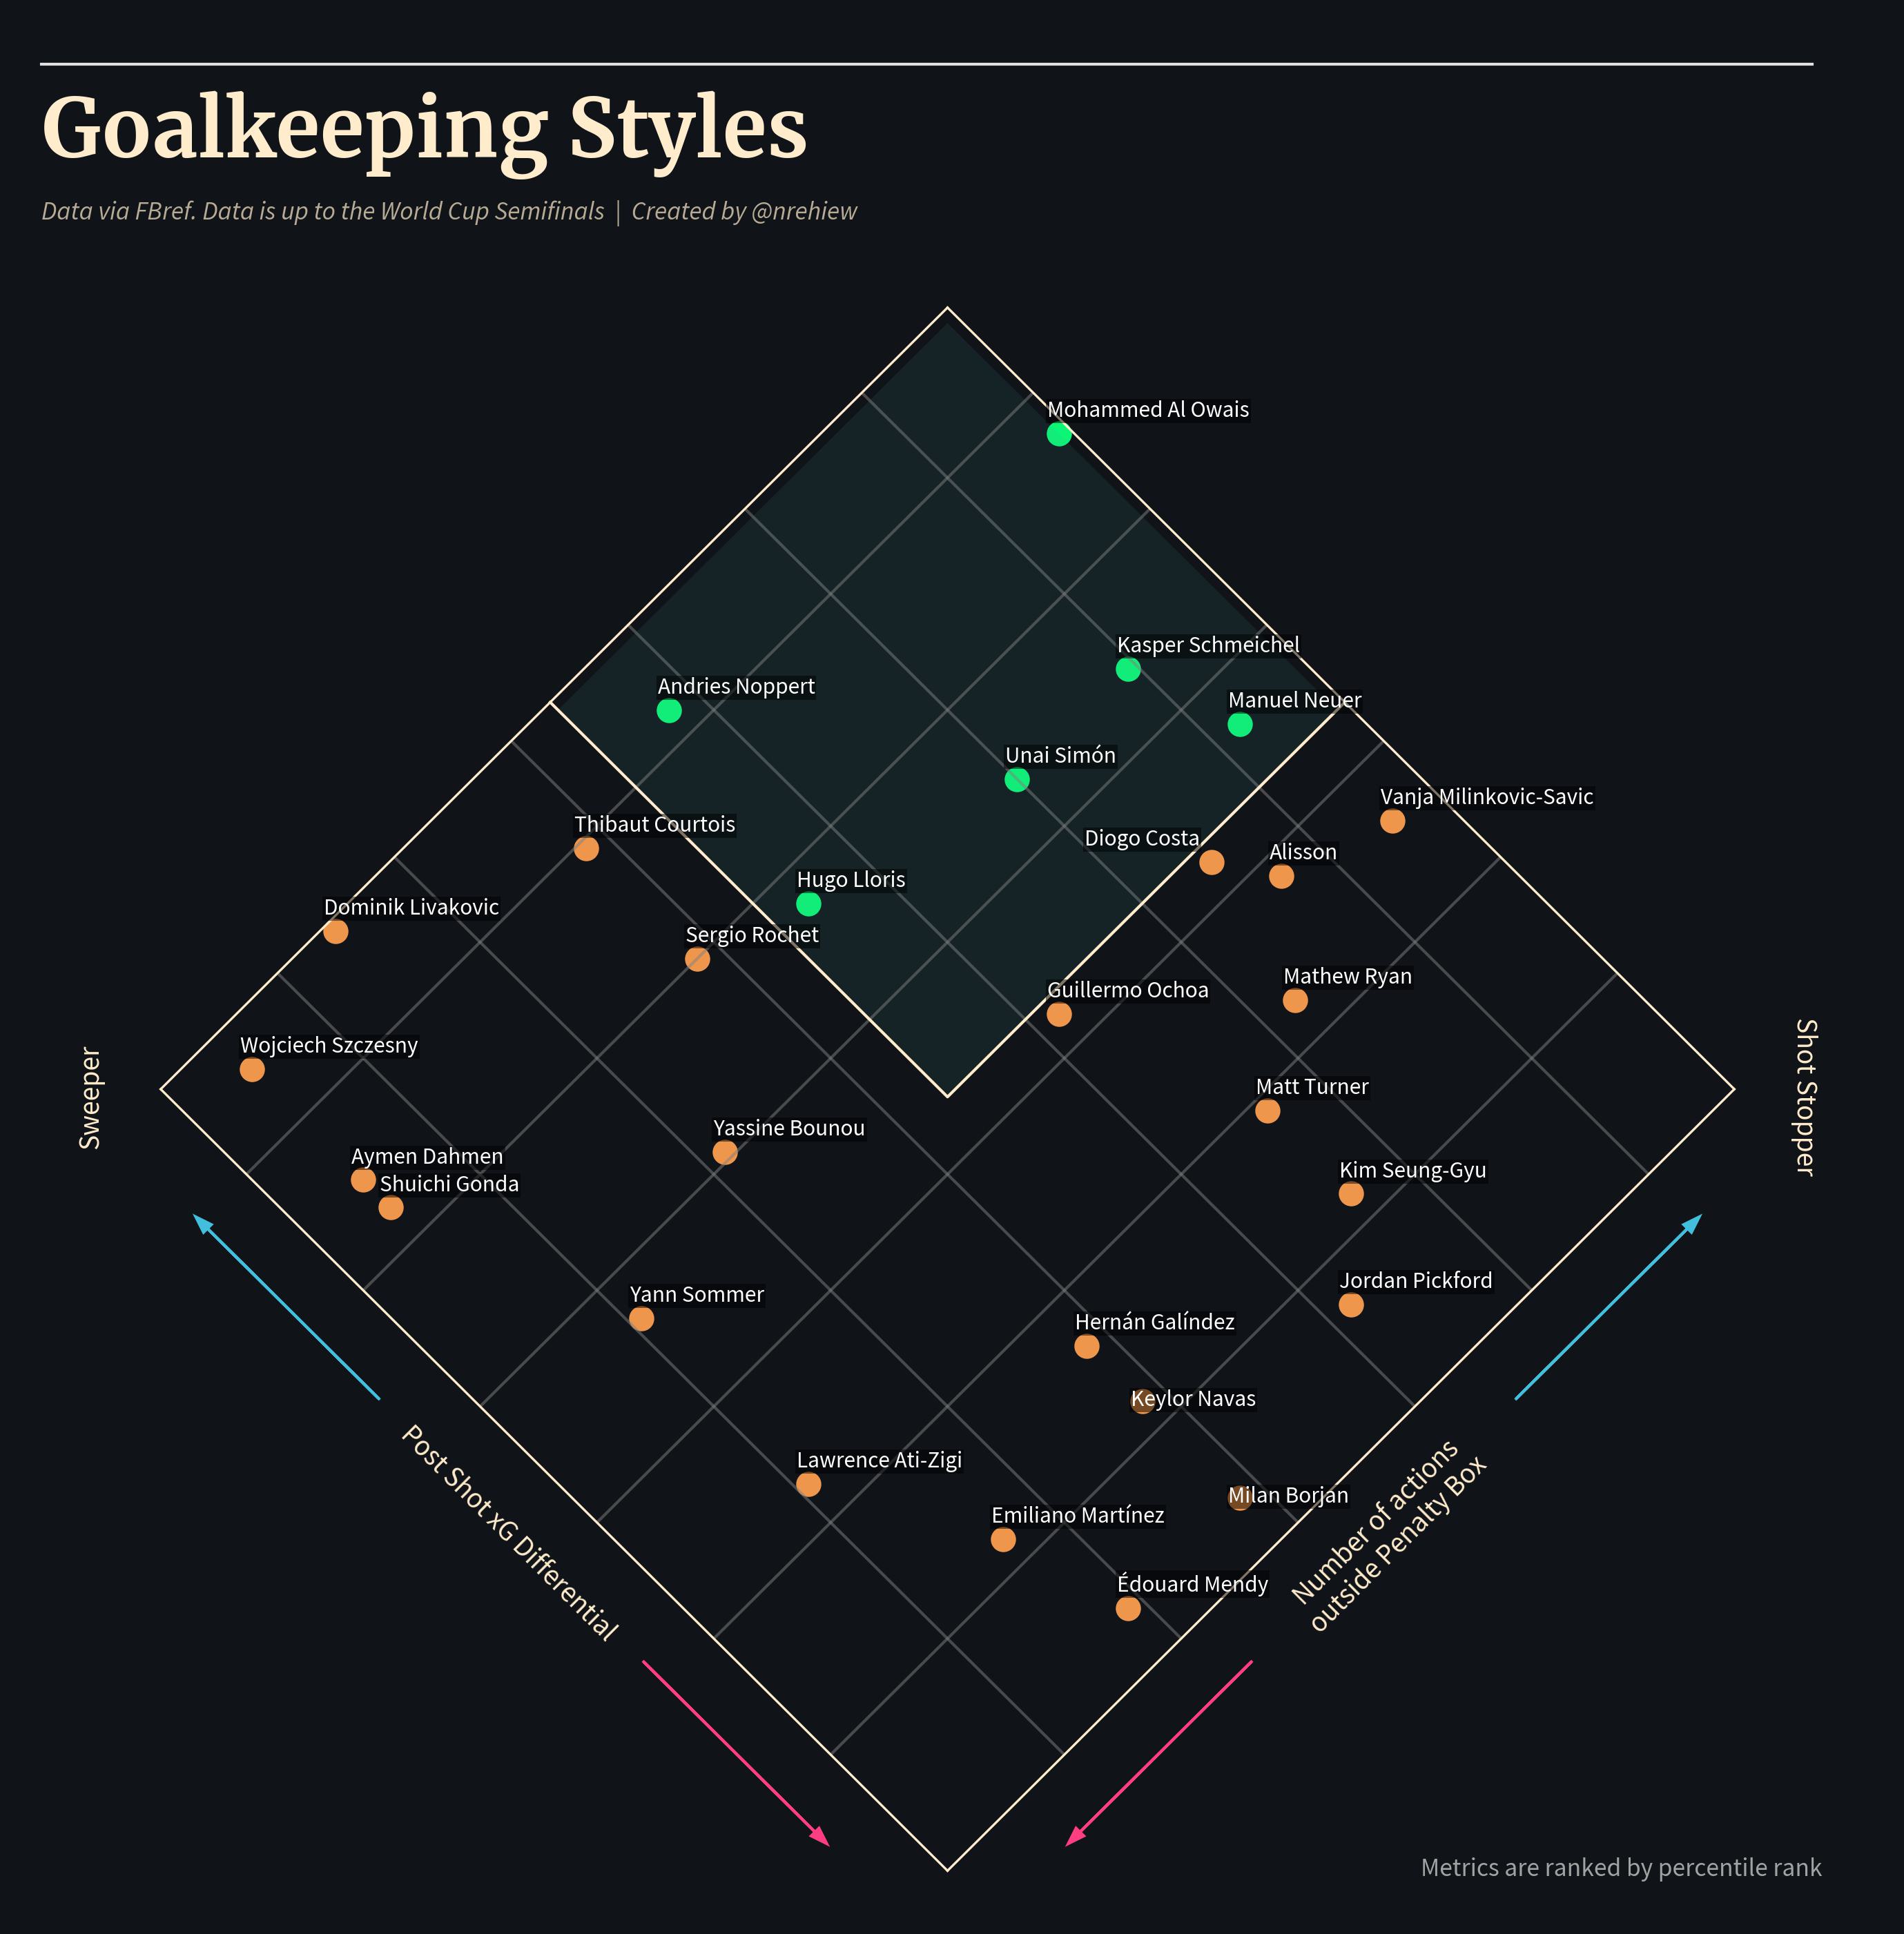 Goalkeeping Styles
Data via FBref. Data is up to the World Cup Semifinals | Created by @nrehiew
Mohammed Al Owais
Kasper Schmeichel
Andries Noppert
Manuel Neuer
Unai Simón
Vanja Milinkovic-Savic
Thibaut Courtois
Diogo Costa
Alisson
Hugo Lloris
Dominik Livakovic
Sergio Rochet
Mathew Ryan
Guillermo Ochoa
Wojciech Szczesny
Sweeper
Shot Stopper
Matt Turner
Yassine Bounou
Aymen Dahmen
Kim Seung-Gyu
Shuichi Gonda
Jordan Pickford
Yann Sommer
Hernán Galíndez
Keylor Navas
Lawrence Ati-Zigi
Milan Borjan
Emiliano Martínez
Édouard Mendy
Post Shot xG Differential
Number of actions
outside Penalty Box
Metrics are ranked by percentile rank